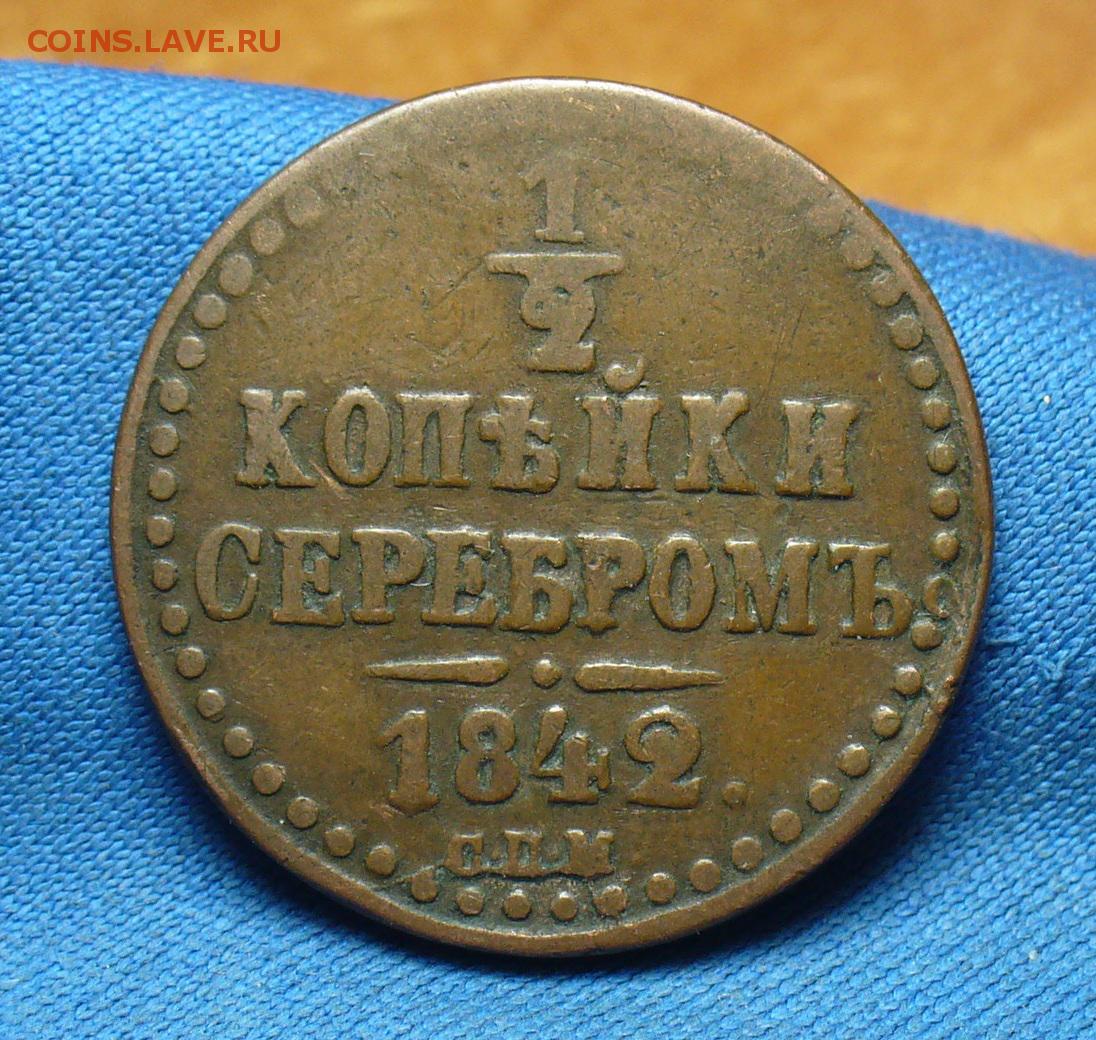 COINS.LAVE.RU
1
2
КОПѢЙКИ
СЕРЕБРОМЪ
1842.
С.П.М